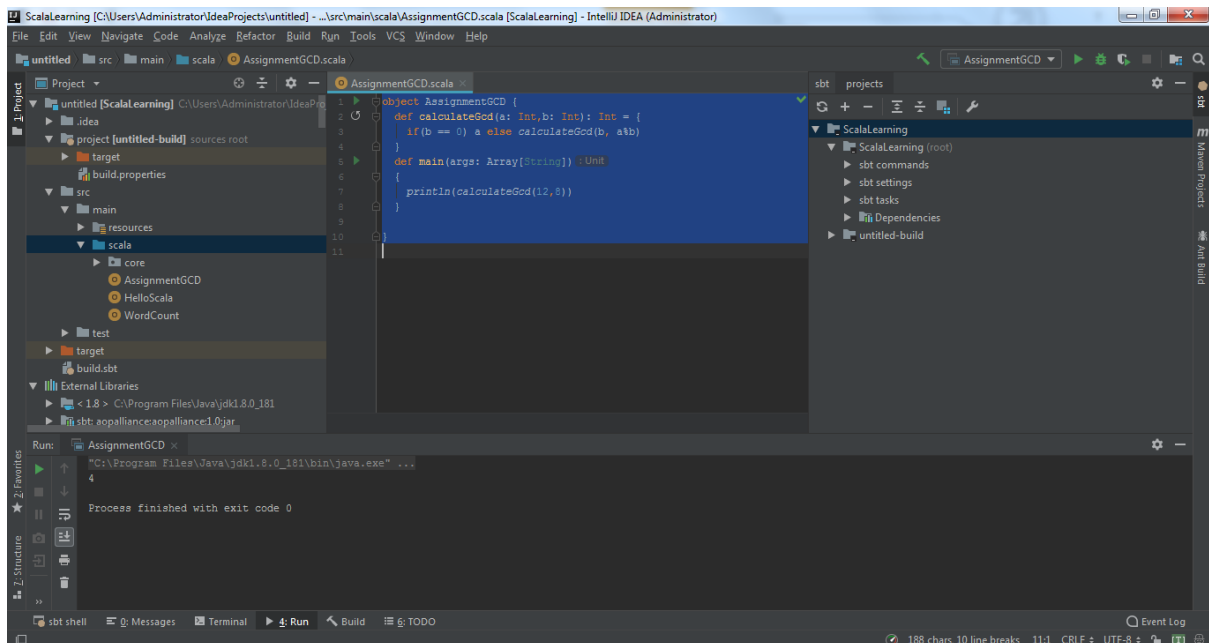 ScalaLearning [C:\Users\Administrator\IdeaProjects\untitled] - ...\src\main\scala\AssignmentGCD.scala [ScalaLearning] - IntelliJ IDEA (Administrator)
File Edit View Navigate Code Analyze Refactor Build Run Tools VCS Window Help
untitled src main scala AssignmentGCD.scala
AssignmentGCD
1: Project
Project
untitled [ScalaLearning] C:\Users\Administrator\IdeaPro
.idea
project [untitled-build] sources root
target
build.properties
src
main
resources
scala
core
AssignmentGCD
HelloScala
WordCount
test
target
build.sbt
External Libraries
< 1.8 > C:\Program Files\Java\jdk1.8.0_181
sbt: aopalliance:aopalliance:1.0:jar
AssignmentGCD.scala
1 object AssignmentGCD {
2 def calculateGcd(a: Int,b: Int): Int = {
3 if(b == 0) a else calculateGcd(b, a%b)
4 }
5 def main(args: Array[String]) : Unit
6 {
7 println(calculateGcd(12,8))
8 }
9
10 }
11
sbt projects
ScalaLearning
ScalaLearning (root)
sbt commands
sbt settings
sbt tasks
Dependencies
untitled-build
sbt
Maven Projects
Ant Build
Run: AssignmentGCD
"C:\Program Files\Java\jdk1.8.0_181\bin\java.exe" ...
4
Process finished with exit code 0
2: Favorites
7: Structure
sbt shell 0: Messages Terminal 4: Run Build 6: TODO
Event Log
188 chars, 10 line breaks 11:1 CRLF UTF-8 [T]